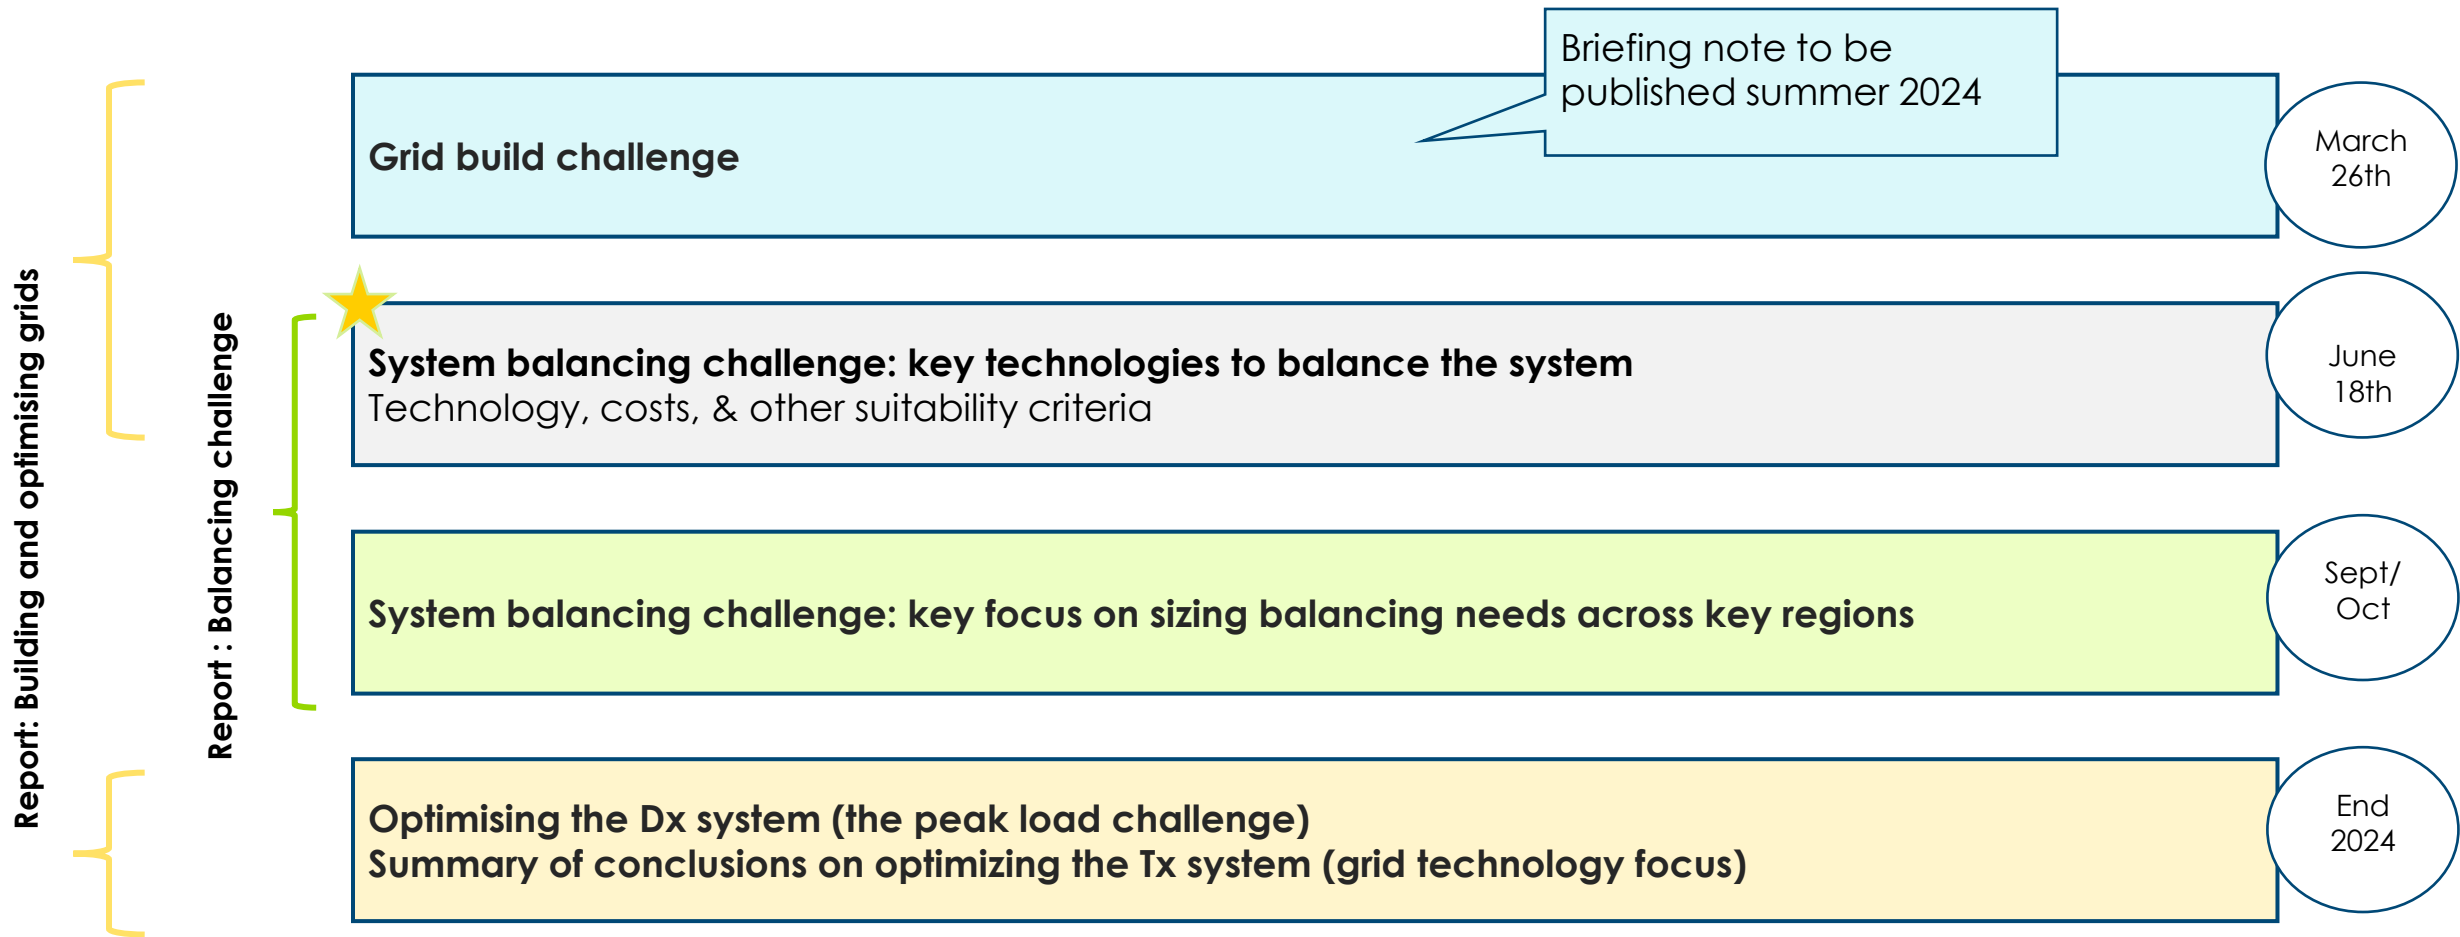 Briefing note to be
published summer 2024
Grid build challenge
March
26th
Report: Building and optimising grids
Report : Balancing challenge
System balancing challenge: key technologies to balance the system
Technology, costs, & other suitability criteria
June
18th
System balancing challenge: key focus on sizing balancing needs across key regions
Sept/
Oct
Optimising the Dx system (the peak load challenge)
Summary of conclusions on optimizing the Tx system (grid technology focus)
End
2024